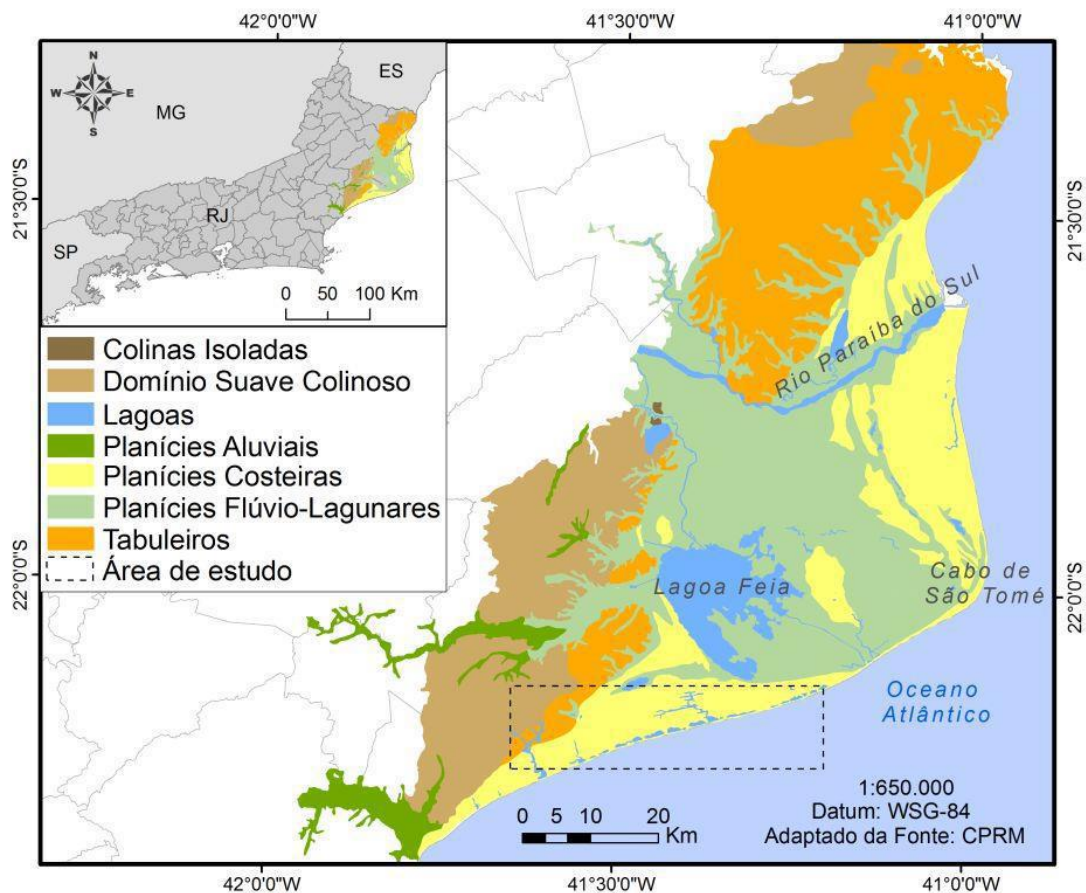 42°0'0"W
41°30'0"W
41°0'0"W
N
W
E
S
ES
MG
RJ
SP
0 50 100 Km
21°30'0"S
21°30'0"S
Rio Paraíba do Sul
Colinas Isoladas
Domínio Suave Colinoso
Lagoas
Planícies Aluviais
Planícies Costeiras
Planícies Flúvio-Lagunares
Tabuleiros
Área de estudo
22°0'0"S
22°0'0"S
Lagoa Feia
Cabo de
São Tomé
Oceano
Atlântico
1:650.000
Datum: WSG-84
Adaptado da Fonte: CPRM
0 5 10 20
Km
42°0'0"W
41°30'0"W
41°0'0"W